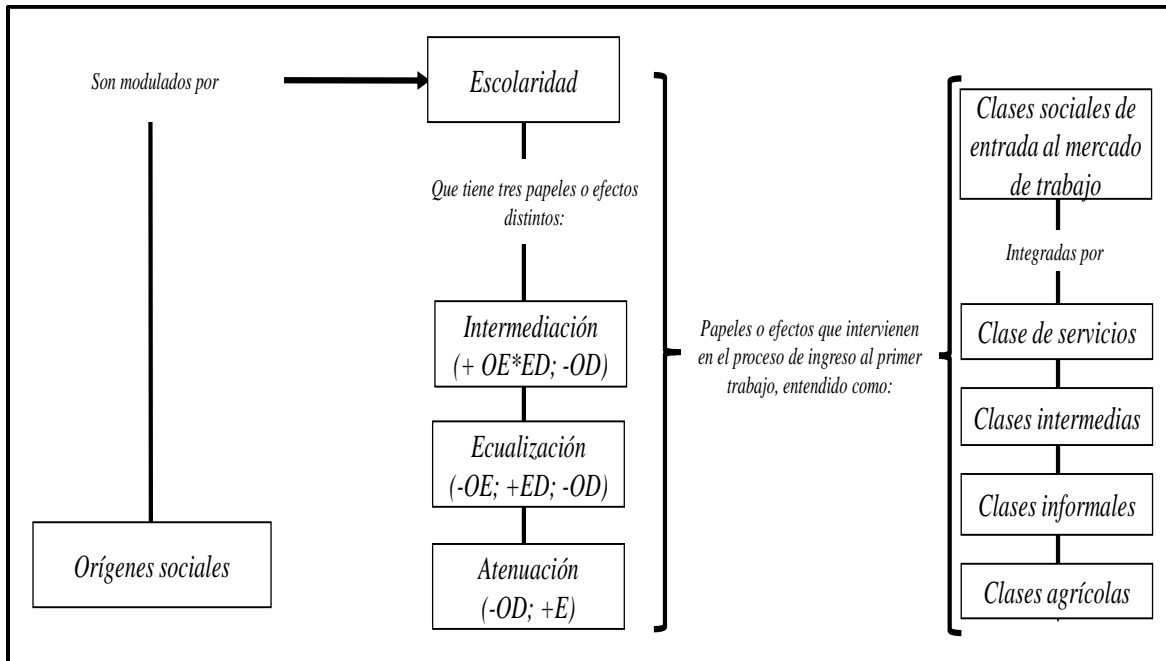 Son modulados por
Orígenes sociales
Escolaridad
Que tiene tres papeles o efectos
distintos:
Intermediación
(+ OE*ED; -OD)
Ecualización
(-OE; +ED; -OD)
Atenuación
(-OD; +E)
Papeles o efectos que intervienen
en el proceso de ingreso al primer
trabajo, entendido como:
Clases sociales de
entrada al mercado
de trabajo
Integradas por
Clase de servicios
Clases intermedias
Clases informales
Clases agrícolas